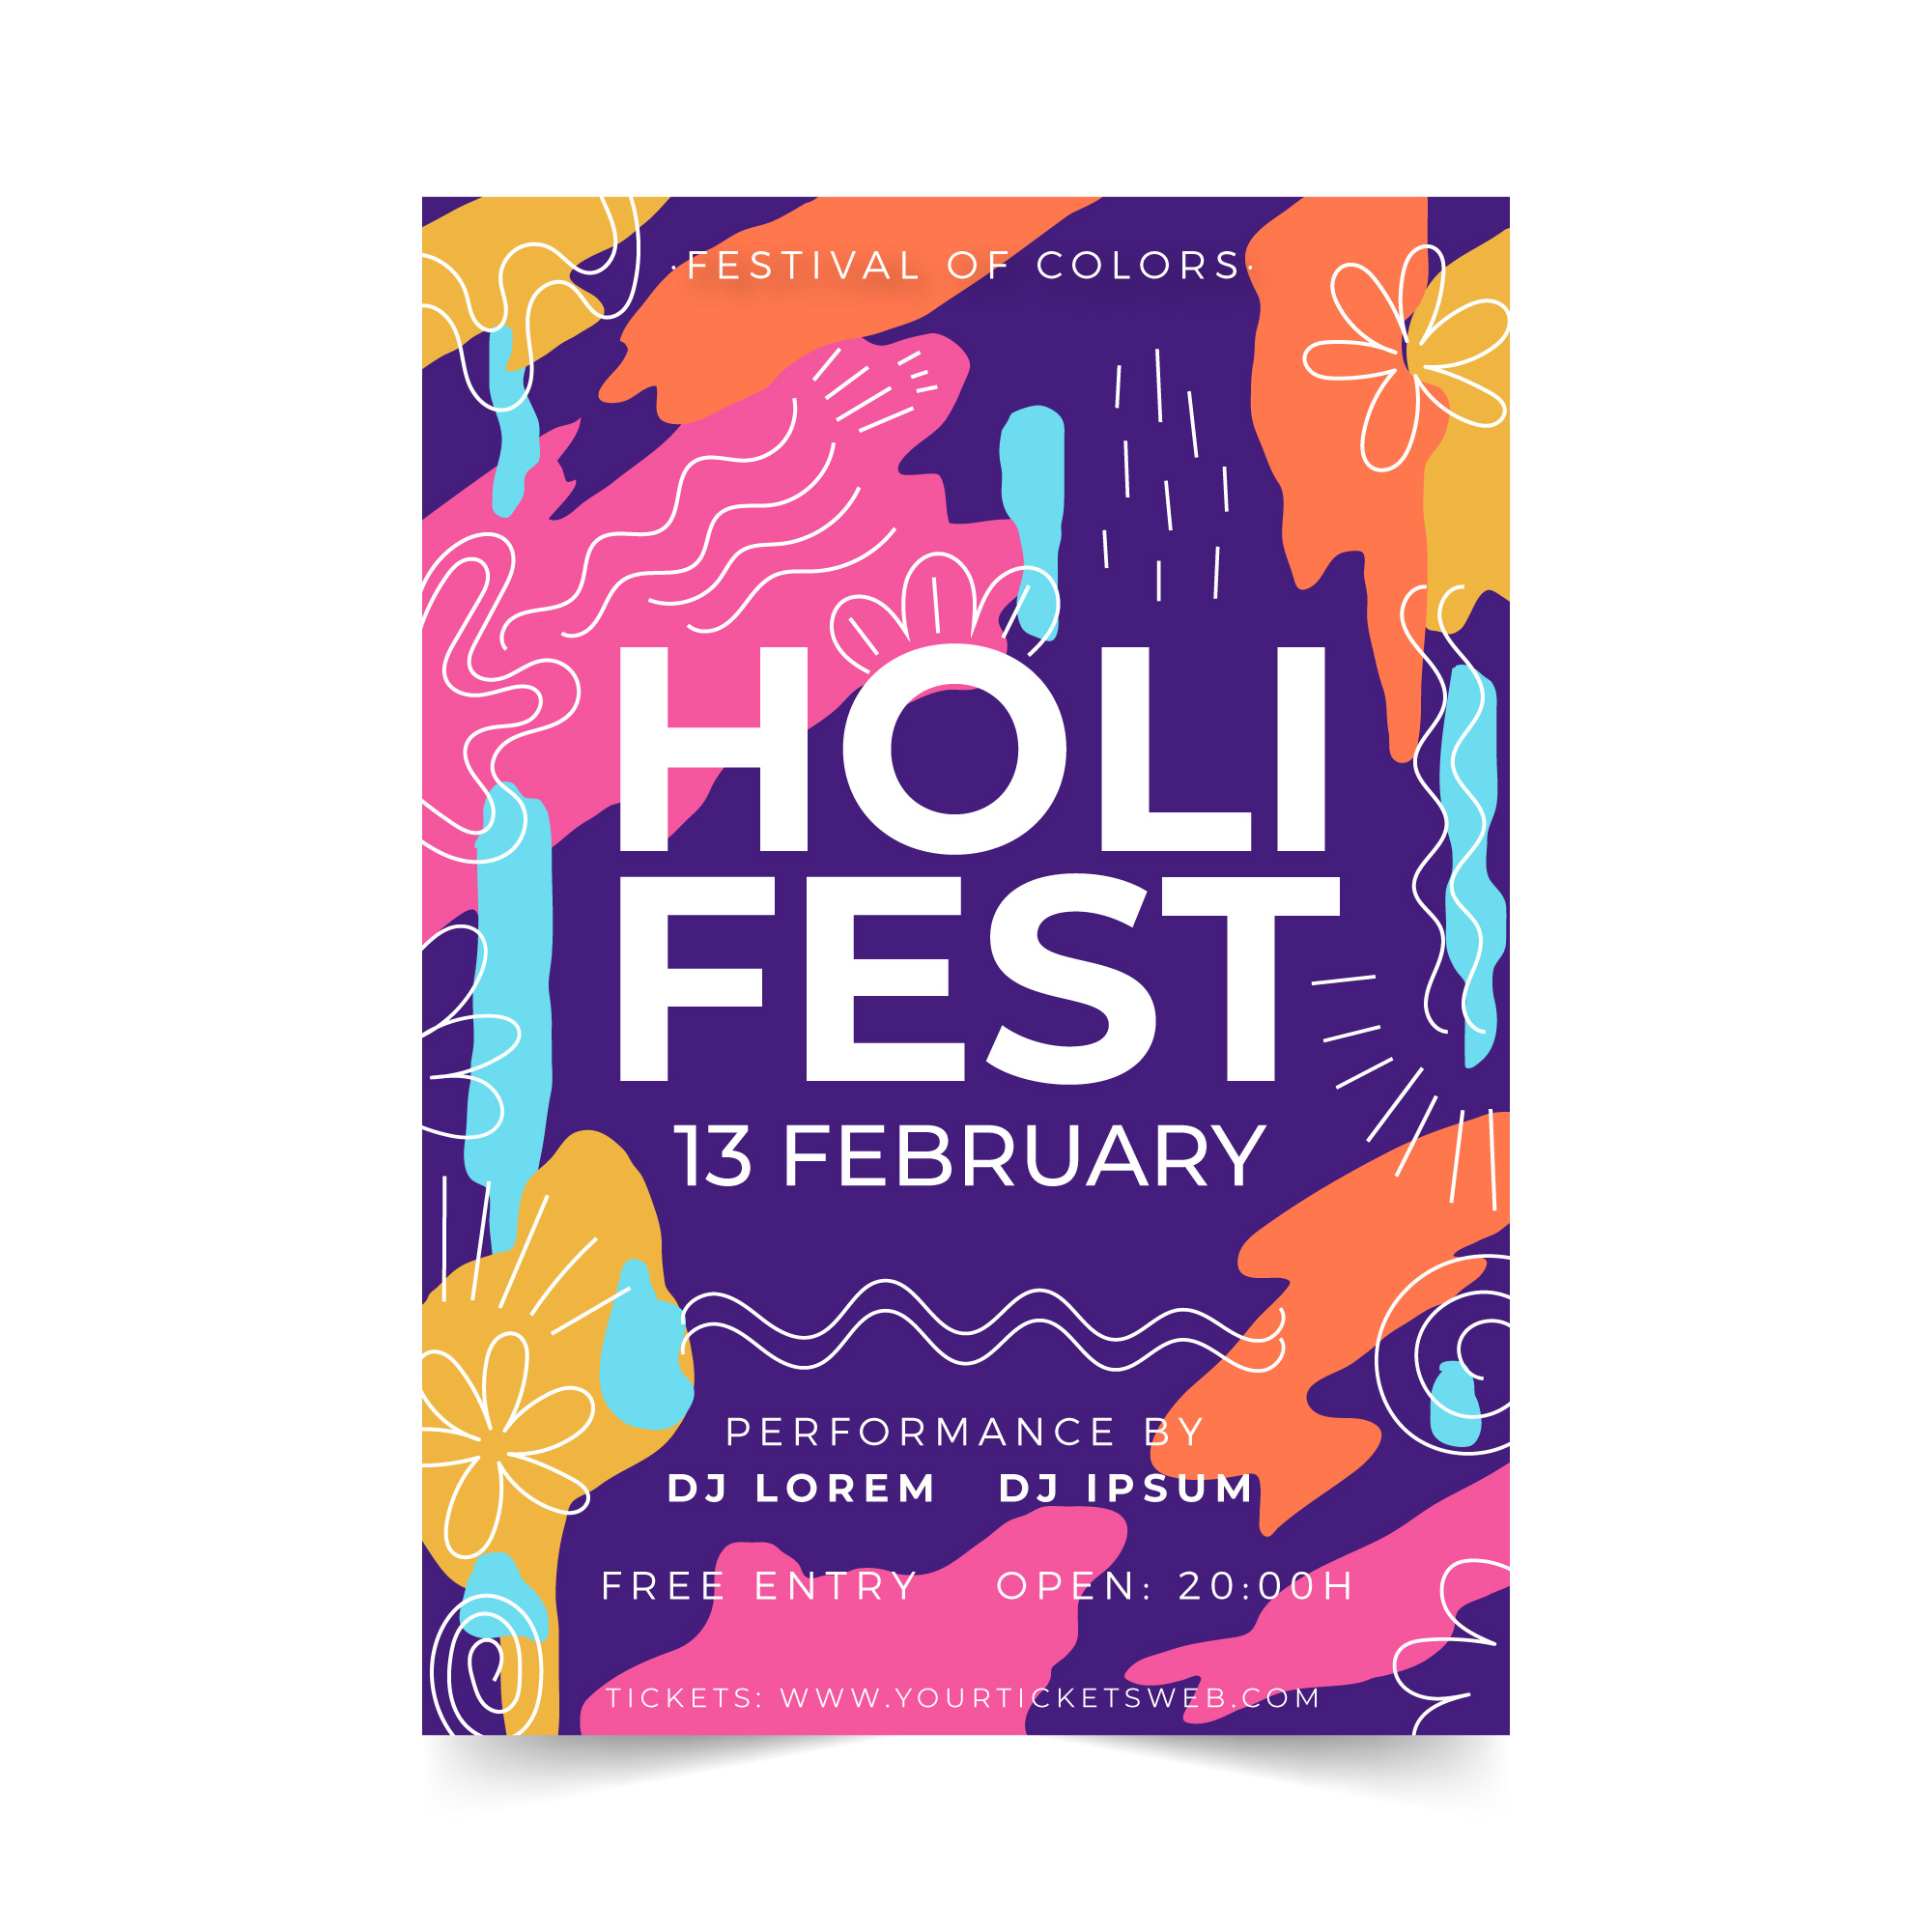 ·FESTIVAL OF COLORS·
HOLI
FEST
13 FEBRUARY
PERFORMANCE BY
DJ LOREM DJ IPSUM
FREE ENTRY OPEN: 20:00H
TICKETS: WWW.YOURTICKETSWEB.COM